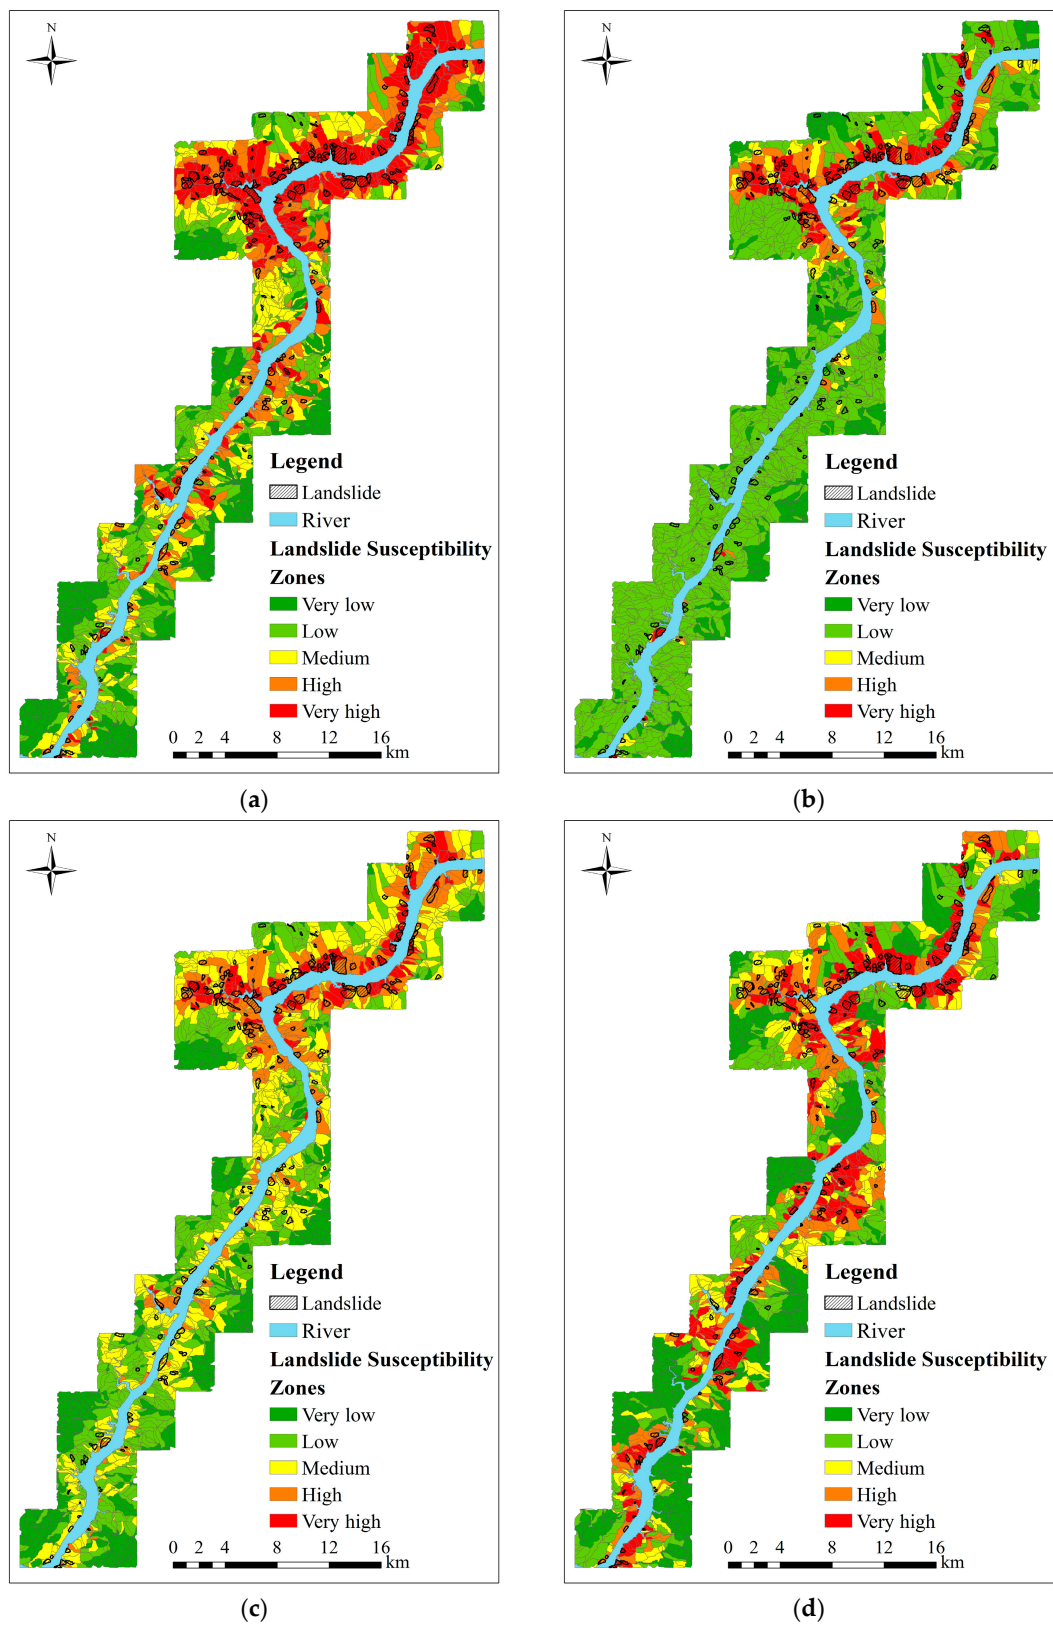 N
Legend
Landslide
River
Landslide Susceptibility
Zones
Very low
Low
Medium
High
Very high
0 2 4 8 12 16
km
(a)
N
Legend
Landslide
River
Landslide Susceptibility
Zones
Very low
Low
Medium
High
Very high
0 2 4 8 12 16
km
(b)
N
Legend
Landslide
River
Landslide Susceptibility
Zones
Very low
Low
Medium
High
Very high
0 2 4 8 12 16
km
(c)
N
Legend
Landslide
River
Landslide Susceptibility
Zones
Very low
Low
Medium
High
Very high
0 2 4 8 12 16
km
(d)